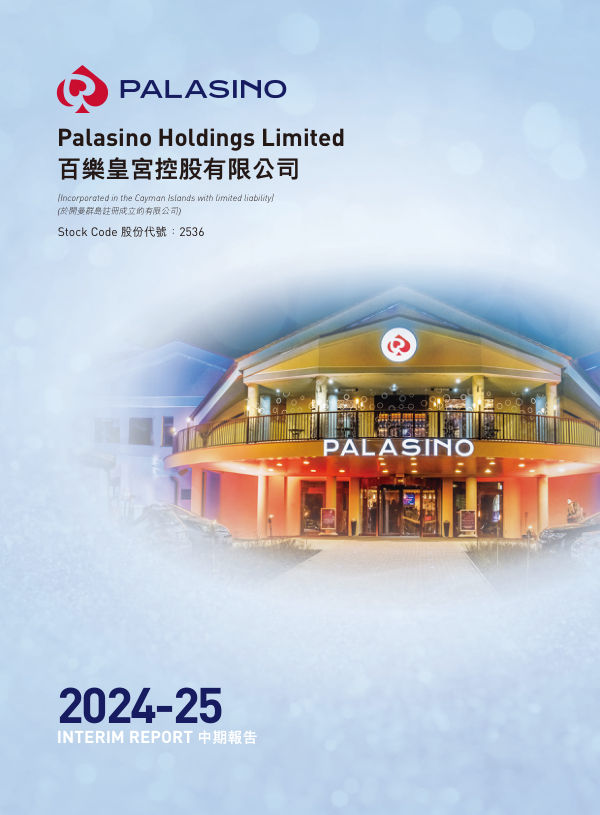 PALASINO
Palasino Holdings Limited
百樂皇宮控股有限公司
(Incorporated in the Cayman Islands with limited liability)
(於開曼群島註冊成立的有限公司)
Stock Code 股份代號：2536
PALASINO
2024-25
INTERIM REPORT 中期報告